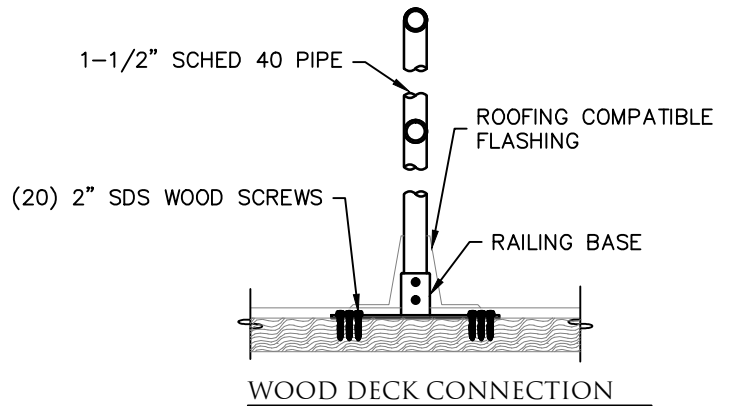 1-1/2" SCHED 40 PIPE
ROOFING COMPATIBLE
FLASHING
(20) 2" SDS WOOD SCREWS
RAILING BASE
WOOD DECK CONNECTION